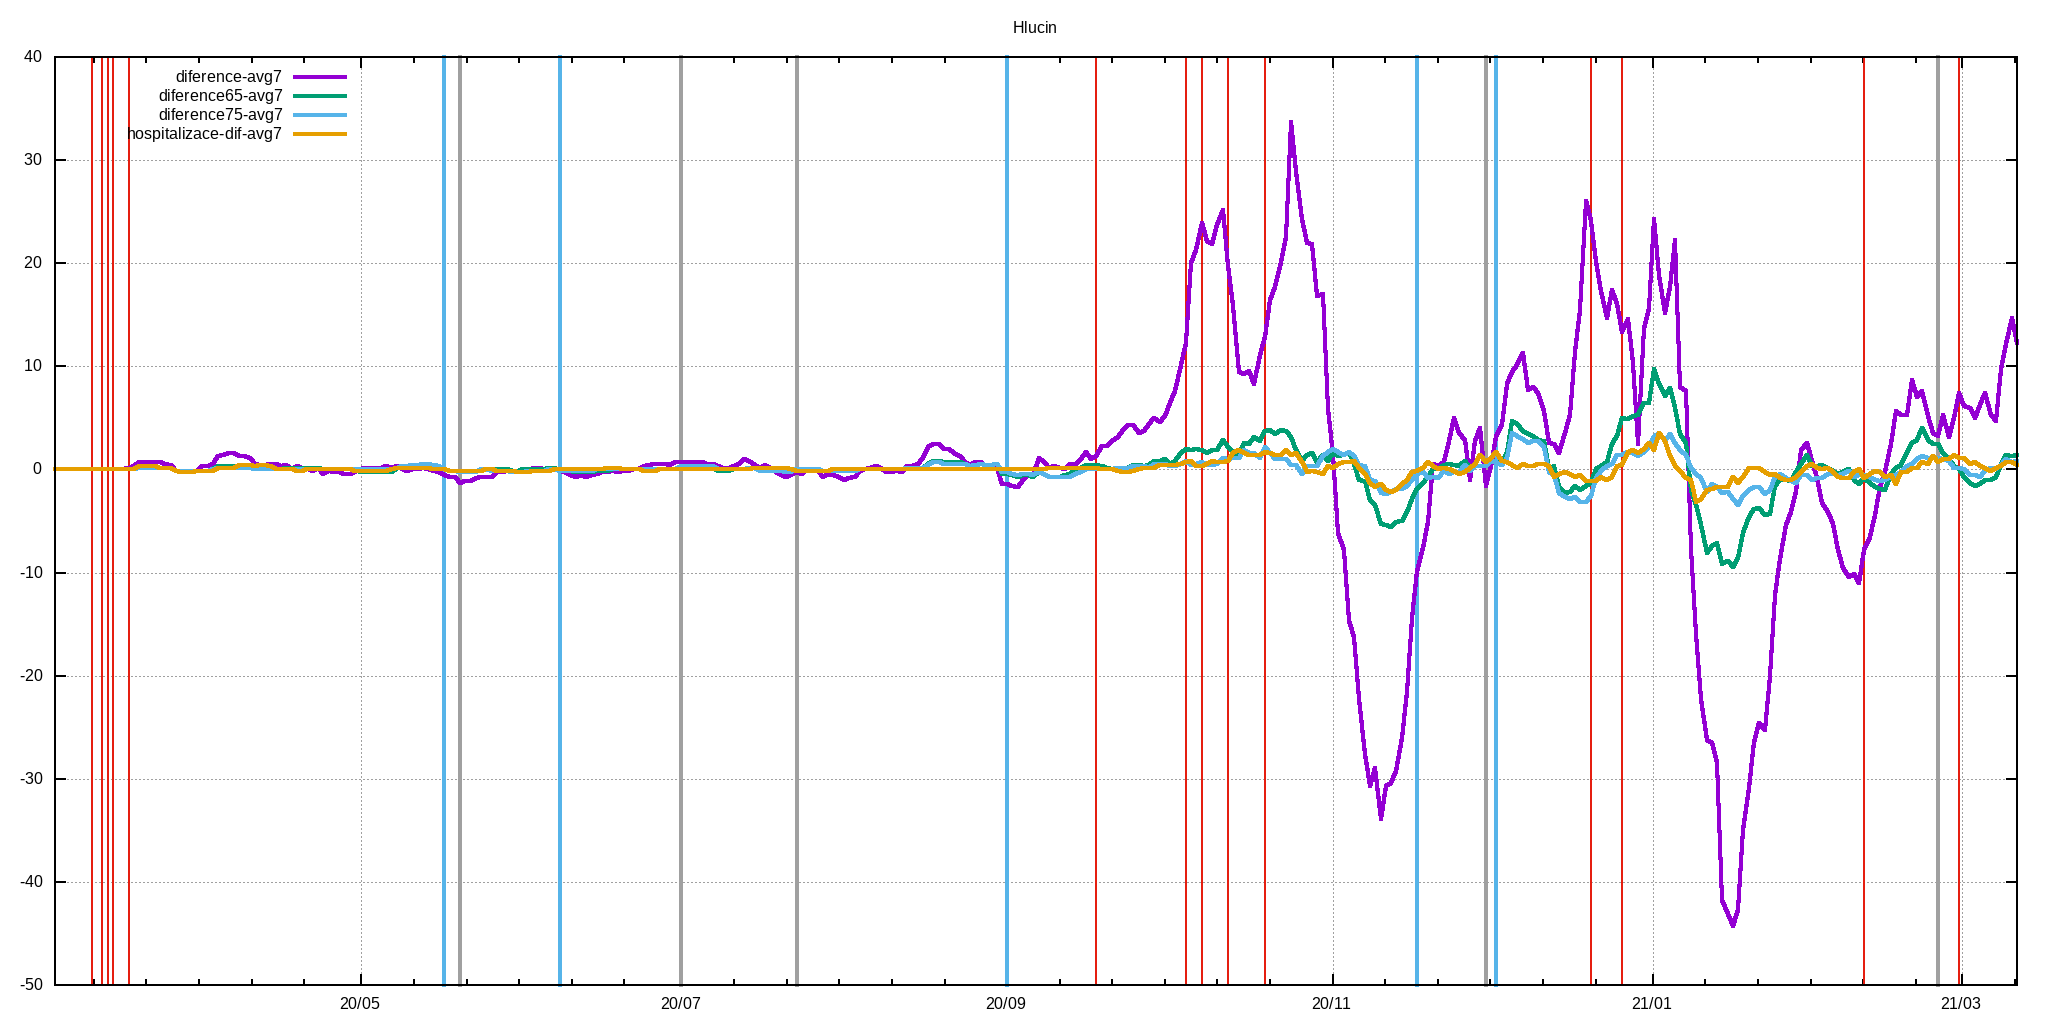 Hlucin
diference-avg7
diference65-avg7
diference75-avg7
hospitalizace-dif-avg7
40
30
20
10
0
-10
-20
-30
-40
-50
20/05 20/07 20/09 20/11 21/01 21/03